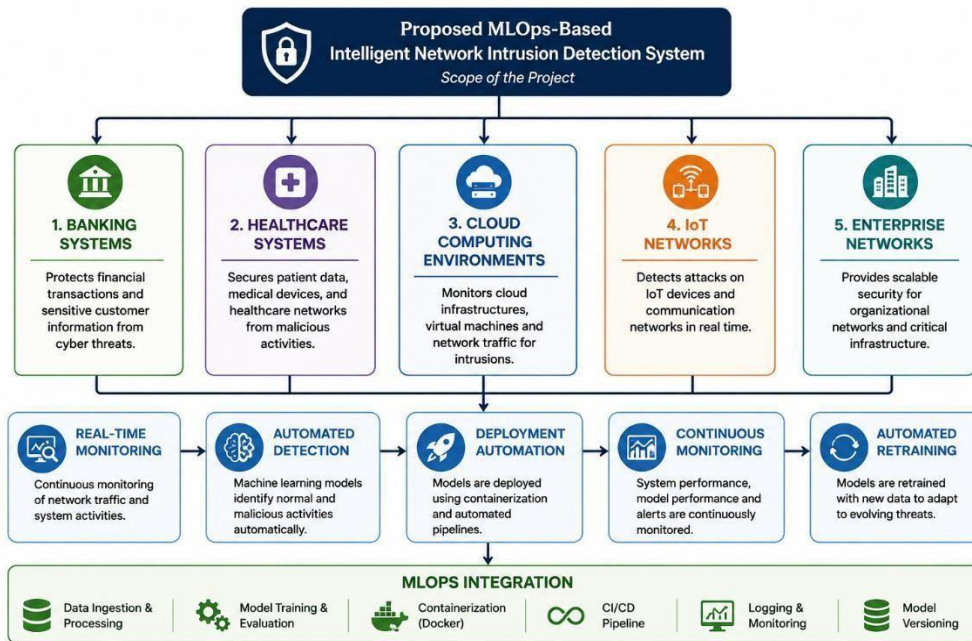 Proposed MLOps-Based
Intelligent Network Intrusion Detection System
Scope of the Project
1. BANKING
SYSTEMS
Protects financial
transactions and
sensitive customer
information from
cyber threats.
2. HEALTHCARE
SYSTEMS
Secures patient data,
medical devices, and
healthcare networks
from malicious
activities.
3. CLOUD
COMPUTING
ENVIRONMENTS
Monitors cloud
infrastructures,
virtual machines and
network traffic for
intrusions.
4. IoT
NETWORKS
Detects attacks on
IoT devices and
communication
networks in real time.
5. ENTERPRISE
NETWORKS
Provides scalable
security for
organizational
networks and critical
infrastructure.
REAL-TIME
MONITORING
Continuous monitoring
of network traffic and
system activities.
AUTOMATED
DETECTION
Machine learning models
identify normal and
malicious activities
automatically.
DEPLOYMENT
AUTOMATION
Models are deployed
using containerization
and automated
pipelines.
CONTINUOUS
MONITORING
System performance,
model performance and
alerts are continuously
monitored.
AUTOMATED
RETRAINING
Models are retrained
with new data to adapt
to evolving threats.
MLOPS INTEGRATION
Data Ingestion &
Processing
Model Training &
Evaluation
Containerization
(Docker)
CI/CD
Pipeline
Logging &
Monitoring
Model
Versioning